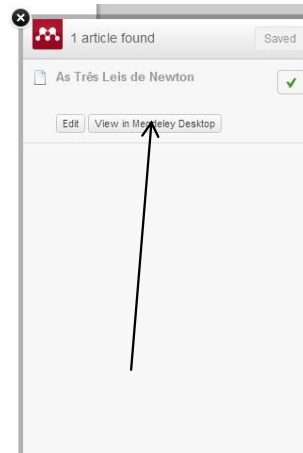 1 article found
Saved
As Três Leis de Newton
Edit
View in Mendeley Desktop